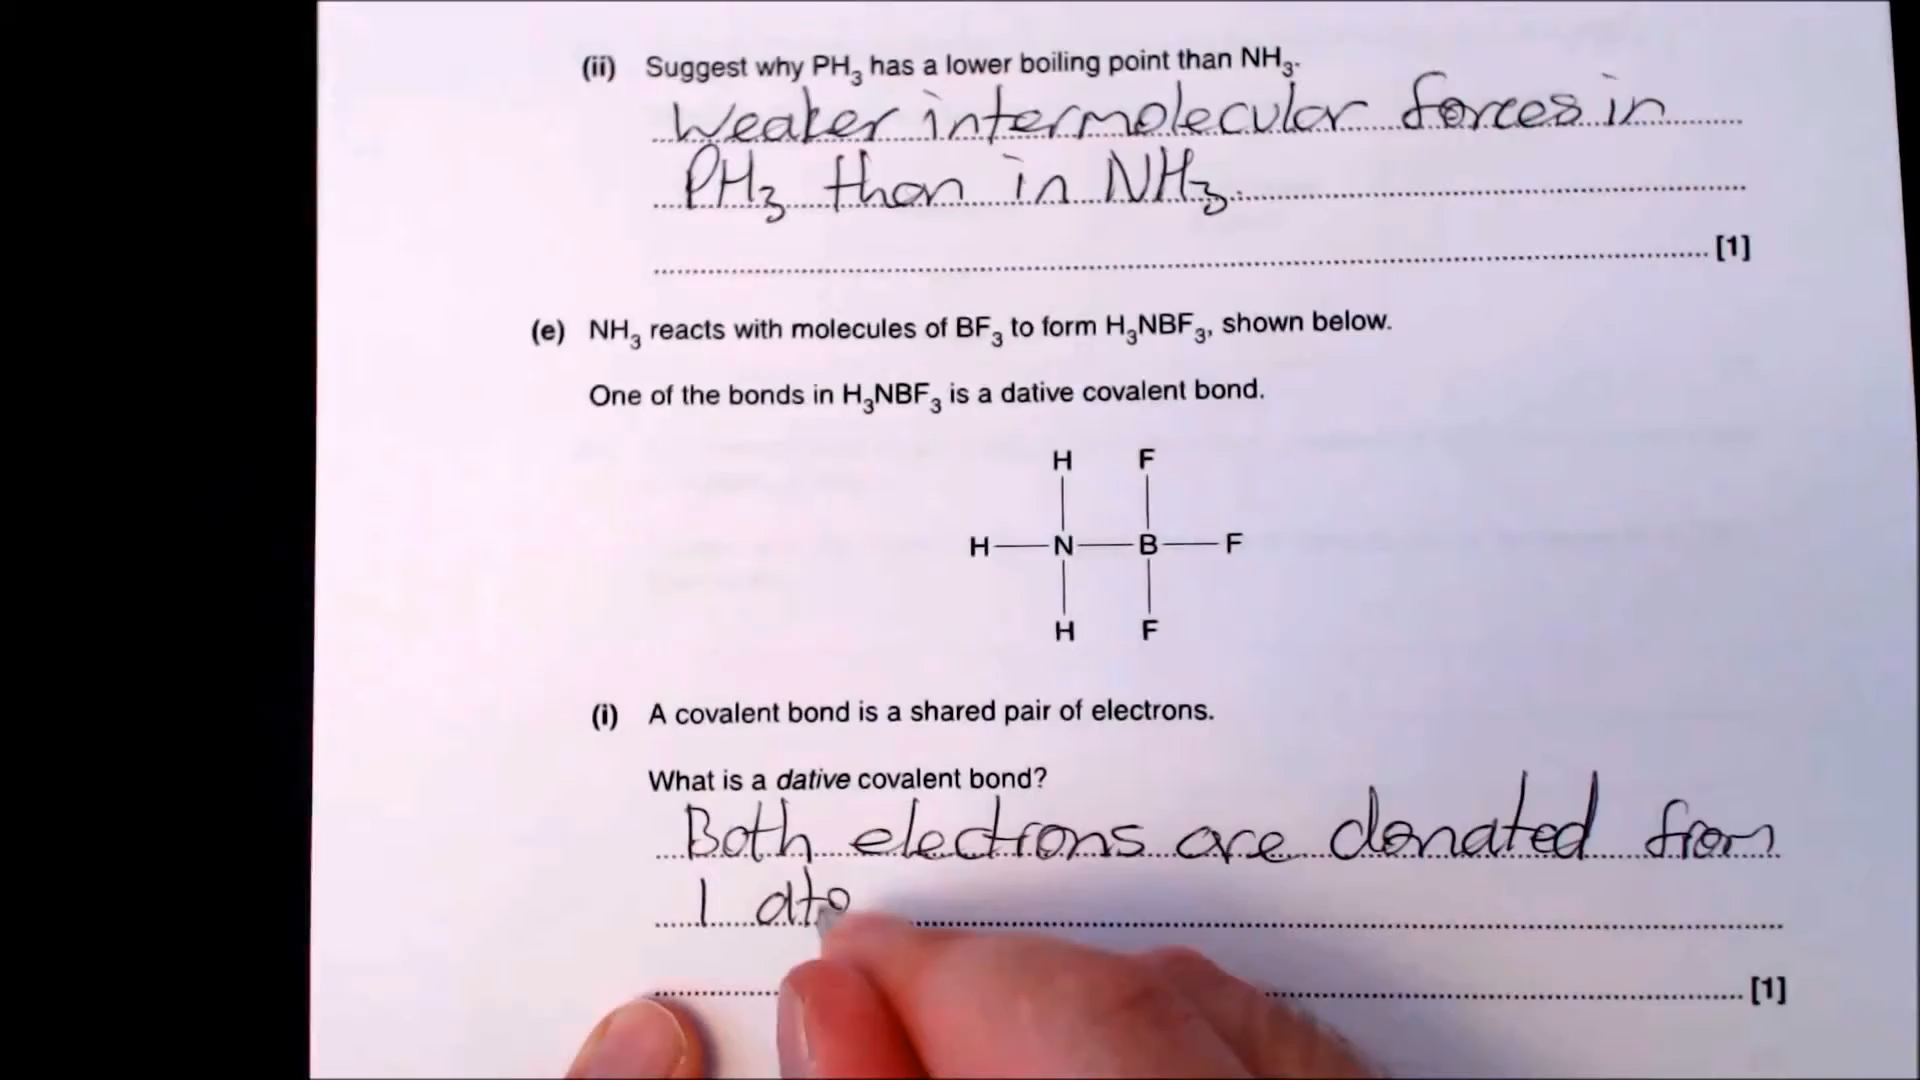 (ii) Suggest why PH₃ has a lower boiling point than NH₃.
Weaker intermolecular forces in
PH₃ than in NH₃.
[1]
(e) NH₃ reacts with molecules of BF₃ to form H₃NBF₃, shown below.
One of the bonds in H₃NBF₃ is a dative covalent bond.
H F
H N B F
H F
(i) A covalent bond is a shared pair of electrons.
What is a dative covalent bond?
Both electrons are donated from
1 ato
[1]